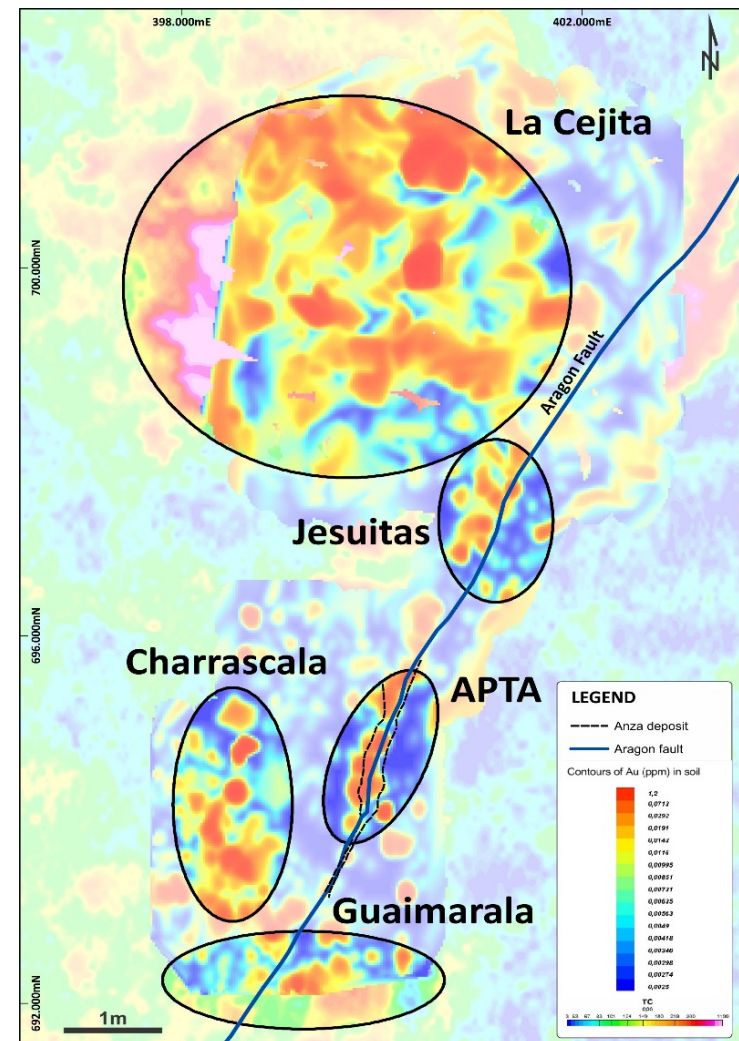 398.000mE
402.000mE
N
La Cejita
700.000mN
Aragon Fault
Jesuitas
696.000mN
Charrascala
APTA
LEGEND
Anza deposit
Aragon fault
Contours of Au (ppm) in soil
1,2
0,0712
0,0292
0,0191
0,0142
0,0116
0,00995
0,00851
0,00731
0,00635
0,00563
0,0049
0,00418
0,00346
0,00298
0,00274
0,0025
TC
Guaimarala
692.000mN
1m